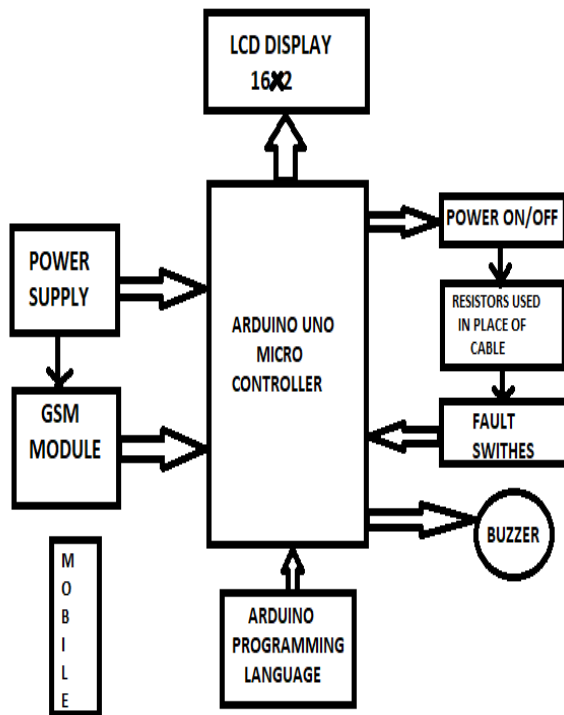 LCD DISPLAY
16X2
POWER ON/OFF
POWER
SUPPLY
RESISTORS USED
IN PLACE OF
CABLE
ARDUINO UNO
MICRO
CONTROLLER
GSM
MODULE
FAULT
SWITHES
BUZZER
M
O
B
I
L
E
ARDUINO
PROGRAMMING
LANGUAGE